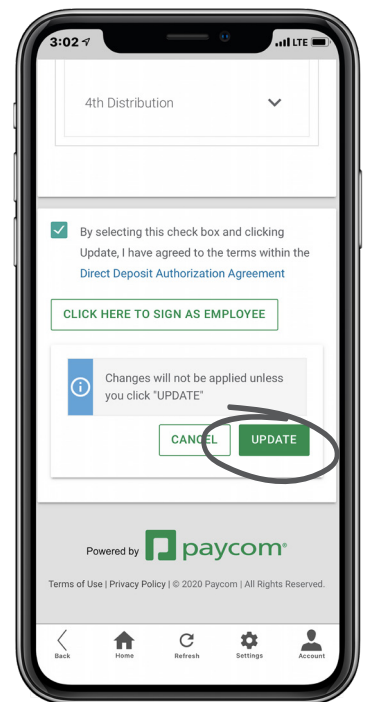 3:02 LTE
4th Distribution
By selecting this check box and clicking
Update, I have agreed to the terms within the
Direct Deposit Authorization Agreement
CLICK HERE TO SIGN AS EMPLOYEE
Changes will not be applied unless
you click "UPDATE"
CANCEL UPDATE
Powered by paycom®
Terms of Use | Privacy Policy | © 2020 Paycom | All Rights Reserved.
Back Home Refresh Settings Account